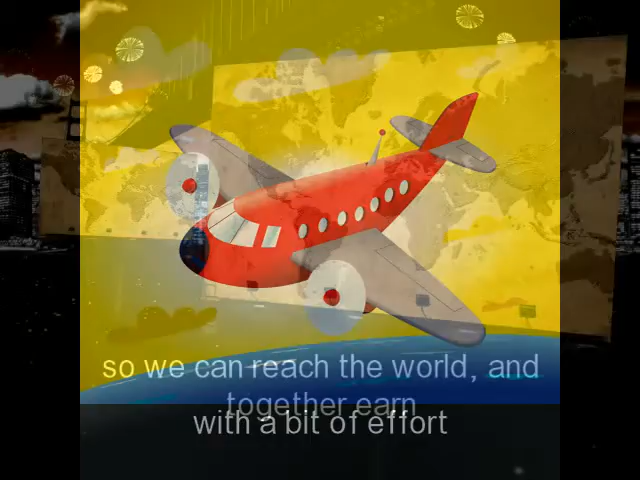 so we can reach the world, and
together earn
with a bit of effort